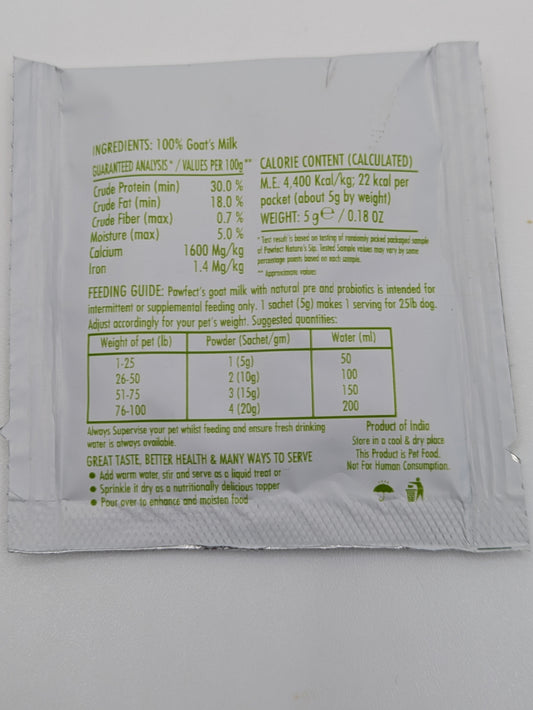 INGREDIENTS: 100% Goat's Milk
GUARANTEED ANALYSIS* / VALUES PER 100g**
Crude Protein (min) 30.0 %
Crude Fat (min) 18.0 %
Crude Fiber (max) 0.7 %
Moisture (max) 5.0 %
Calcium 1600 Mg/kg
Iron 1.4 Mg/kg
CALORIE CONTENT (CALCULATED)
M.E. 4,400 Kcal/kg; 22 kcal per
packet (about 5g by weight)
WEIGHT: 5 g e / 0.18 OZ
* Test result is based on testing of randomly picked packaged sample
of Pawfect Nature's Sip. Tested Sample values may vary by some
percentage points based on each sample.
** Approximate values
FEEDING GUIDE: Pawfect's goat milk with natural pre and probiotics is intended for
intermittent or supplemental feeding only. 1 sachet (5g) makes 1 serving for 25lb dog.
Adjust accordingly for your pet's weight. Suggested quantities:
Weight of pet (lb) Powder (Sachet/gm) Water (ml)
1-25 1 (5g) 50
26-50 2 (10g) 100
51-75 3 (15g) 150
76-100 4 (20g) 200
Always Supervise your pet whilst feeding and ensure fresh drinking
water is always available.
GREAT TASTE, BETTER HEALTH & MANY WAYS TO SERVE
● Add warm water, stir and serve as a liquid treat or
● Sprinkle it dry as a nutritionally delicious topper
● Pour over to enhance and moisten food
Product of India
Store in a cool & dry place
This Product is Pet Food.
Not For Human Consumption.